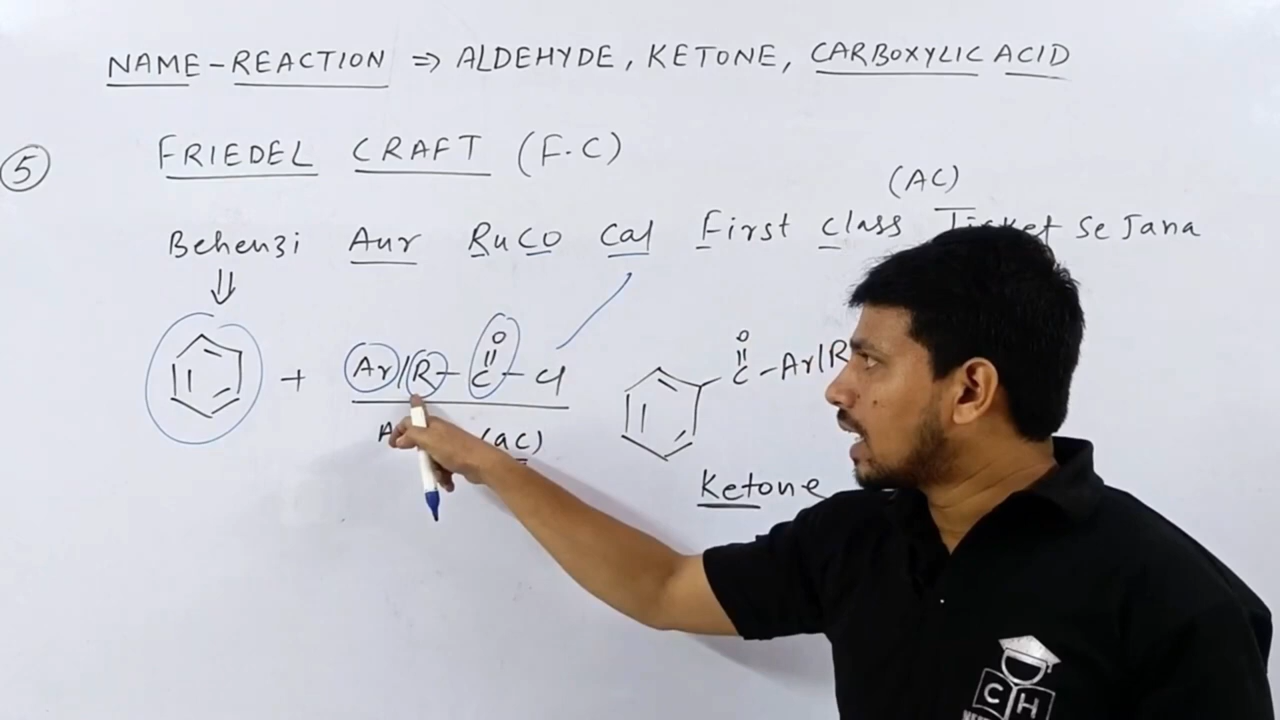 NAME-REACTION ⇒ ALDEHYDE, KETONE, CARBOXYLIC ACID
5
FRIEDEL CRAFT (F.C)
(AC)
Behenzi Aur RuCo Cal First Class Ticket Se Jana
O
Ar/R-C-Cl
+
(ac)
O
C-Ar/R
Ketone
C H